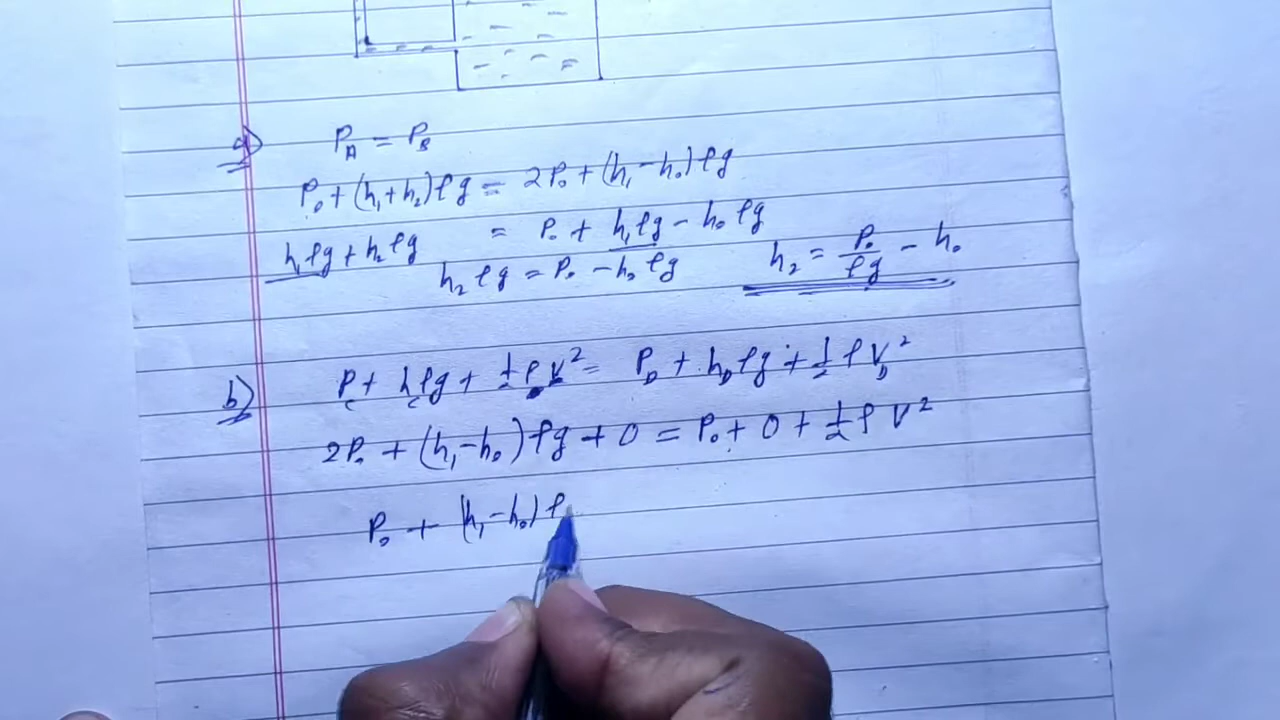 a) P_A = P_B
P₀ + (h₁ + h₂) ρg = 2P₀ + (h₁ - h₀) ρg
h₁ρg + h₂ρg = P₀ + h₁ρg - h₀ρg
h₂ρg = P₀ - h₀ρg
h₂ = P₀/ρg - h₀
b) P_c + h_cρg + ½ρV² = P_D + h_Dρg + ½ρV_D²
2P₀ + (h₁ - h₀) ρg + 0 = P₀ + 0 + ½ρV²
P₀ + (h₁ - h₀) ρ